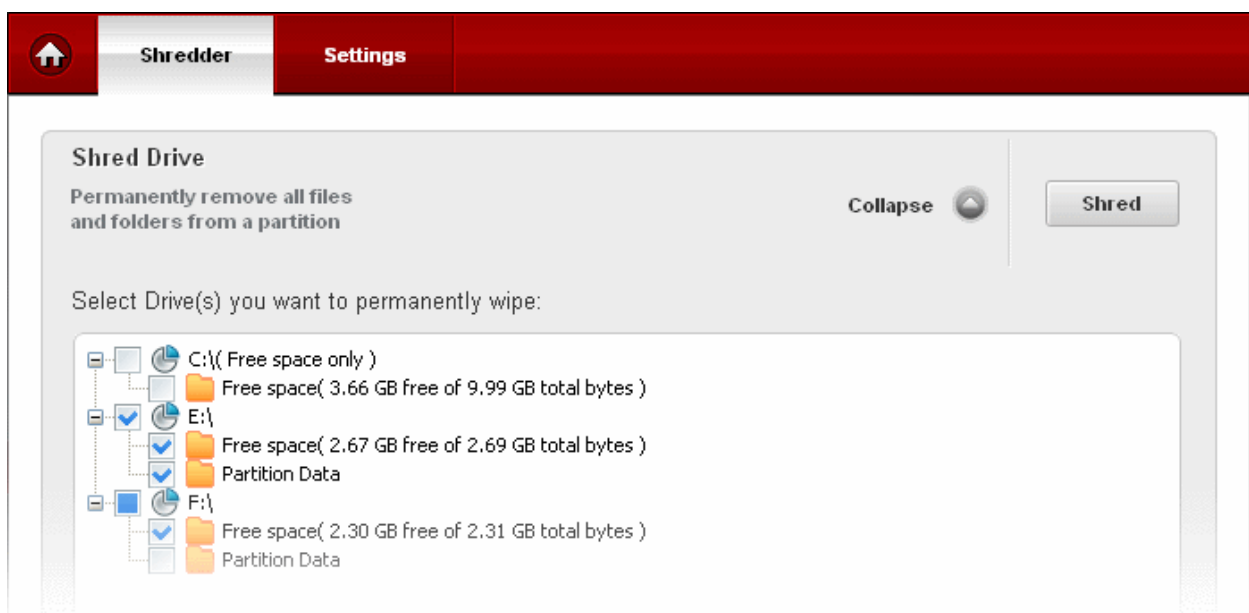 Shredder Settings
Shred Drive
Permanently remove all files
and folders from a partition
Collapse
Shred
Select Drive(s) you want to permanently wipe:
C:\( Free space only )
Free space( 3.66 GB free of 9.99 GB total bytes )
E:\
Free space( 2.67 GB free of 2.69 GB total bytes )
Partition Data
F:\
Free space( 2.30 GB free of 2.31 GB total bytes )
Partition Data